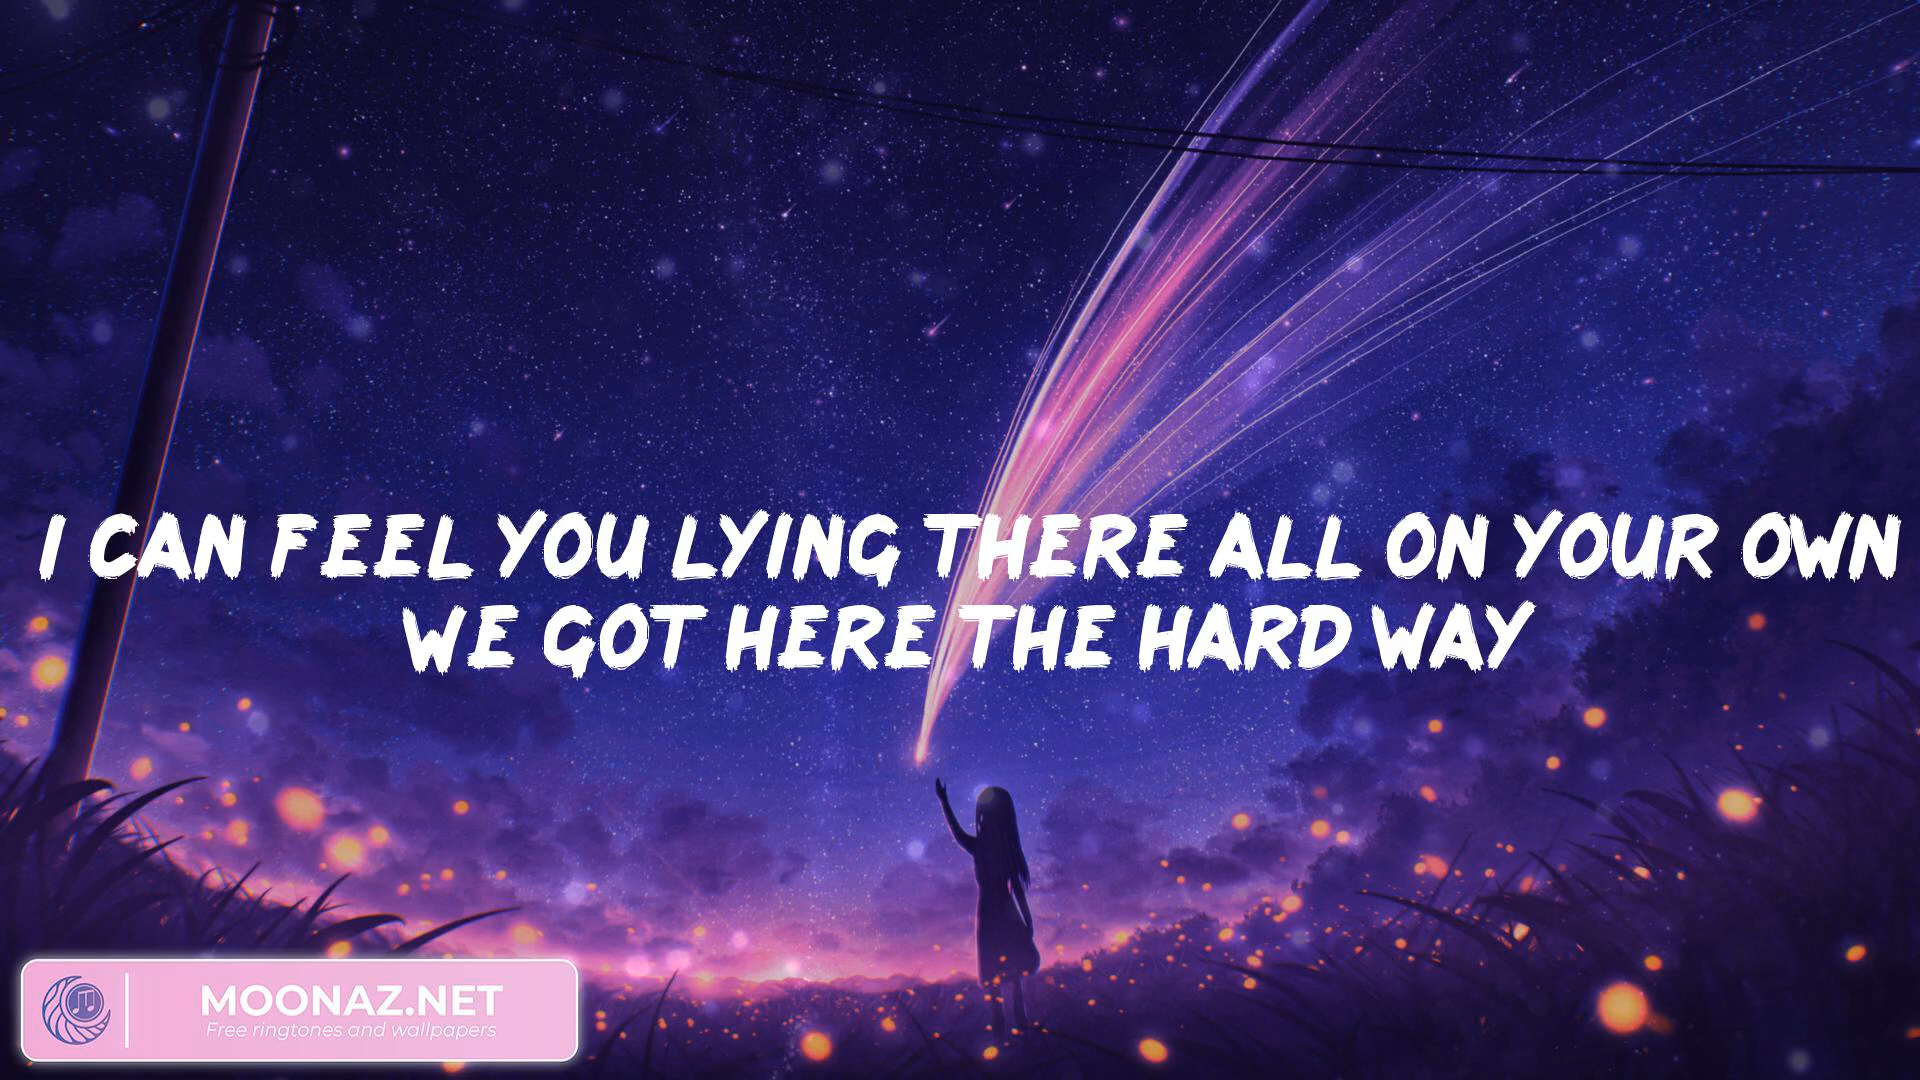 I CAN FEEL YOU LYING THERE ALL ON YOUR OWN
WE GOT HERE THE HARD WAY
MOONAZ.NET
Free ringtones and wallpapers